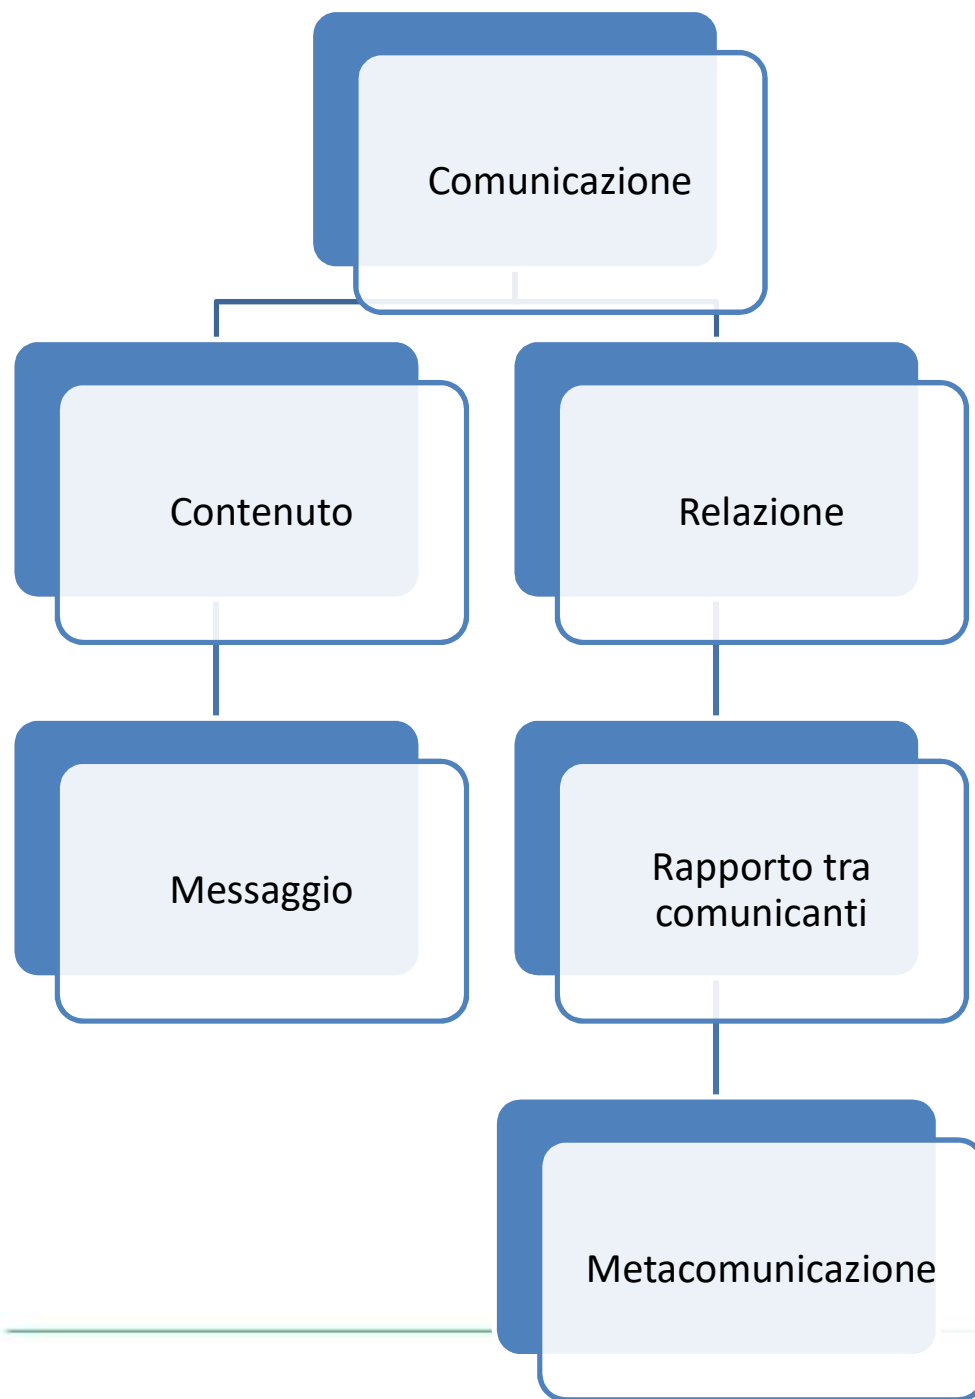 Comunicazione
Contenuto
Relazione
Messaggio
Rapporto tra
comunicanti
Metacomunicazione